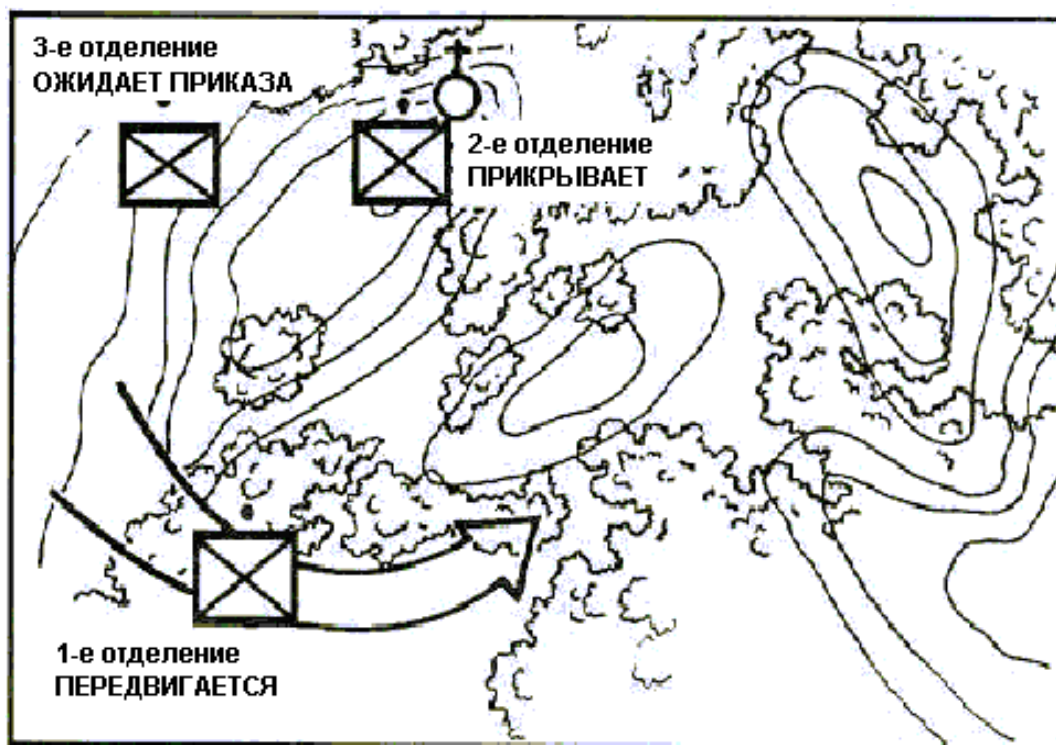 3-е отделение
ОЖИДАЕТ ПРИКАЗА
2-е отделение
ПРИКРЫВАЕТ
1-е отделение
ПЕРЕДВИГАЕТСЯ